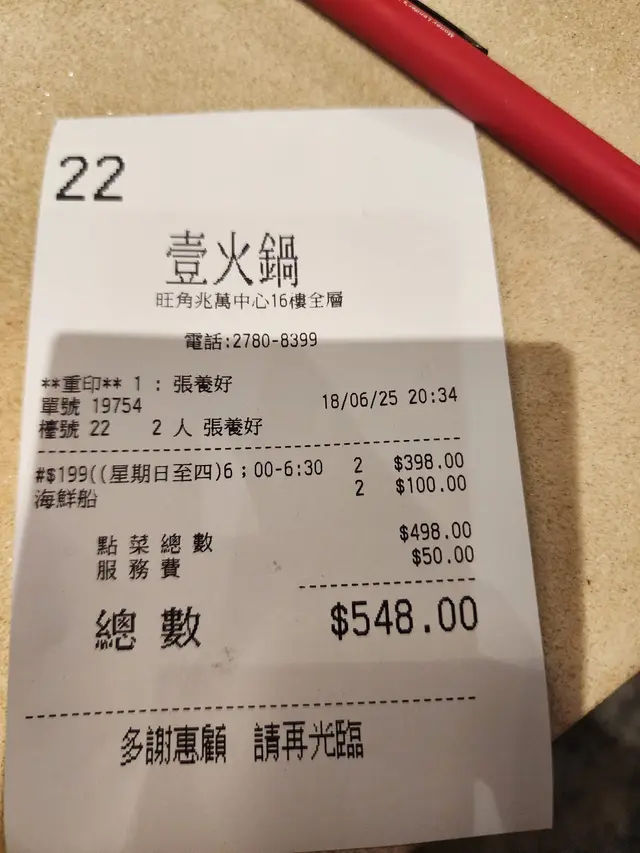 22
壹火鍋
旺角兆萬中心16樓全層
電話:2780-8399
**重印** 1 : 張養好
單號 19754 18/06/25 20:34
檯號 22 2 人 張養好
#$199((星期日至四)6；00-6:30 2 $398.00
海鮮船 2 $100.00
點菜總數 $498.00
服務費 $50.00
總數 $548.00
多謝惠顧 請再光臨